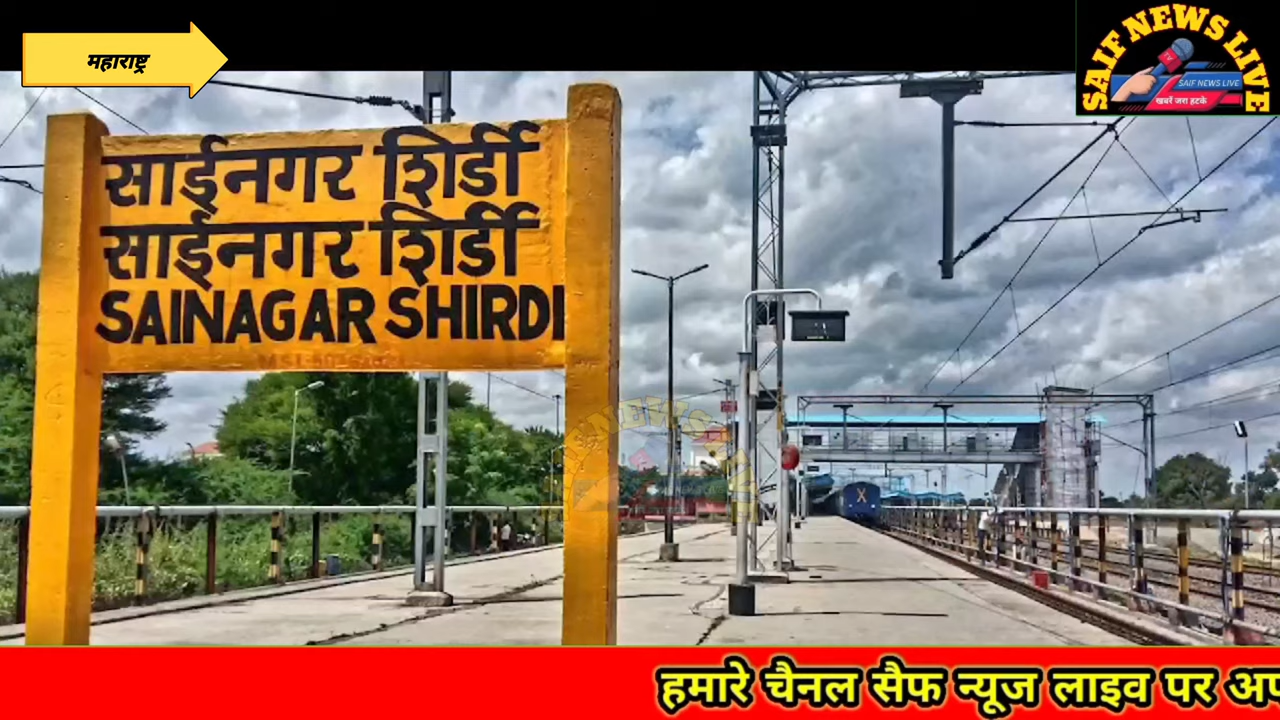 महाराष्ट्र
SAIF NEWS LIVE
SAIF NEWS LIVE
खबरें जरा हटके
साईनगर शिर्डी
साईनगर शिर्डी
SAINAGAR SHIRDI
हमारे चैनल सैफ न्यूज लाइव पर